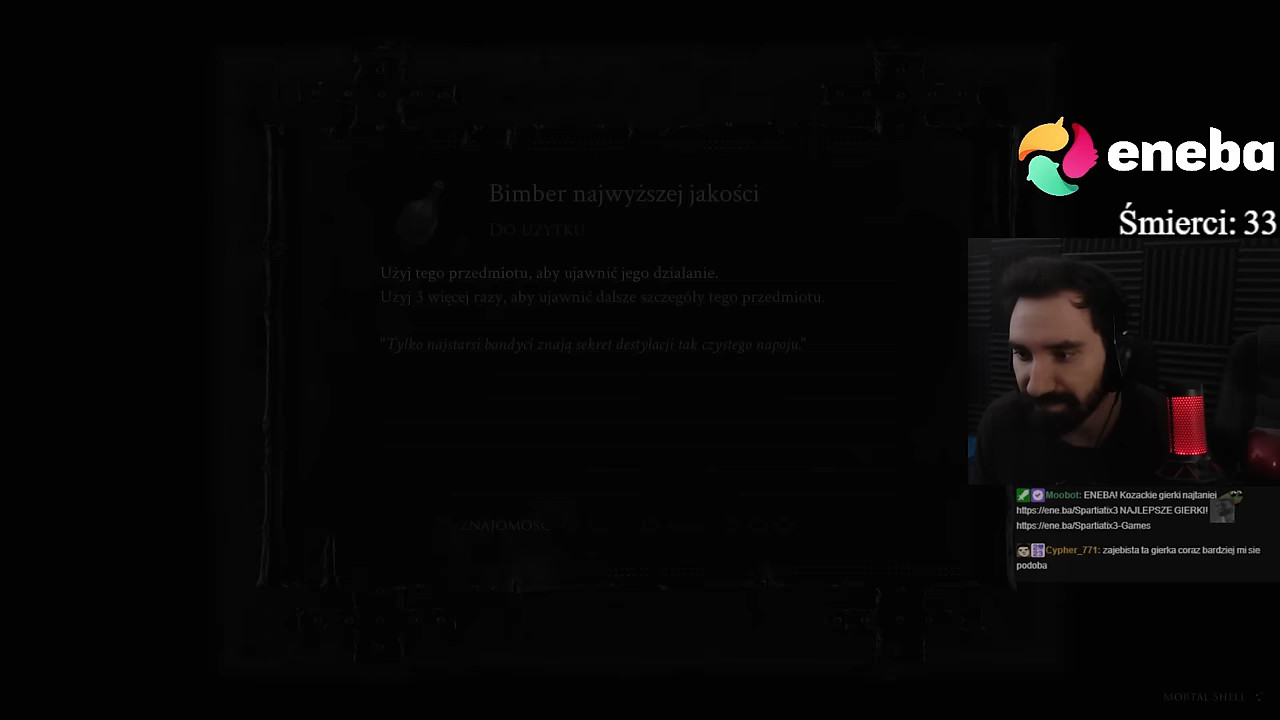 Bimber najwyższej jakości
Do użytku
Użyj tego przedmiotu, aby ujawnić jego działanie.
Użyj 3 więcej razy, aby ujawnić dalsze szczegóły tego przedmiotu.
"Tylko najstarsi bandyci znają sekret destylacji tak czystego napoju."
Znajomość
eneba
Śmierci: 33
Moobot: ENEBA! Kozackie gierki najtaniej
https://ene.ba/Spartiatix3 NAJLEPSZE GIERKI!
https://ene.ba/Spartiatix3-Games
Cypher_771: zajebista ta gierka coraz bardziej mi sie
podoba
MORTAL SHELL